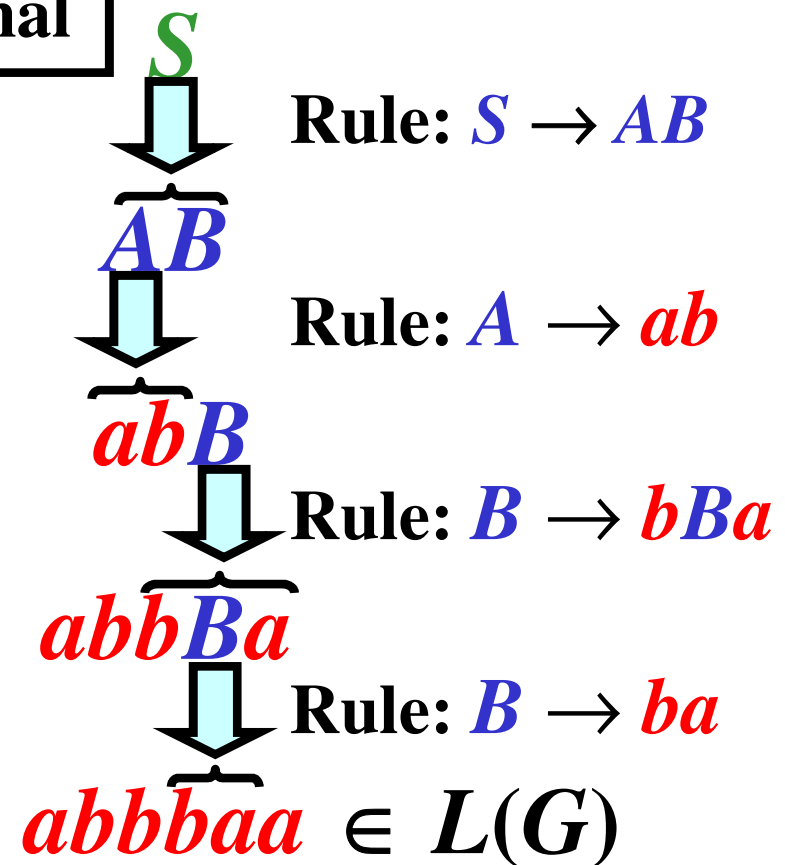 nal
S
Rule: S → AB
AB
Rule: A → ab
abB
Rule: B → bBa
abbBa
Rule: B → ba
abbbaa ∈ L(G)